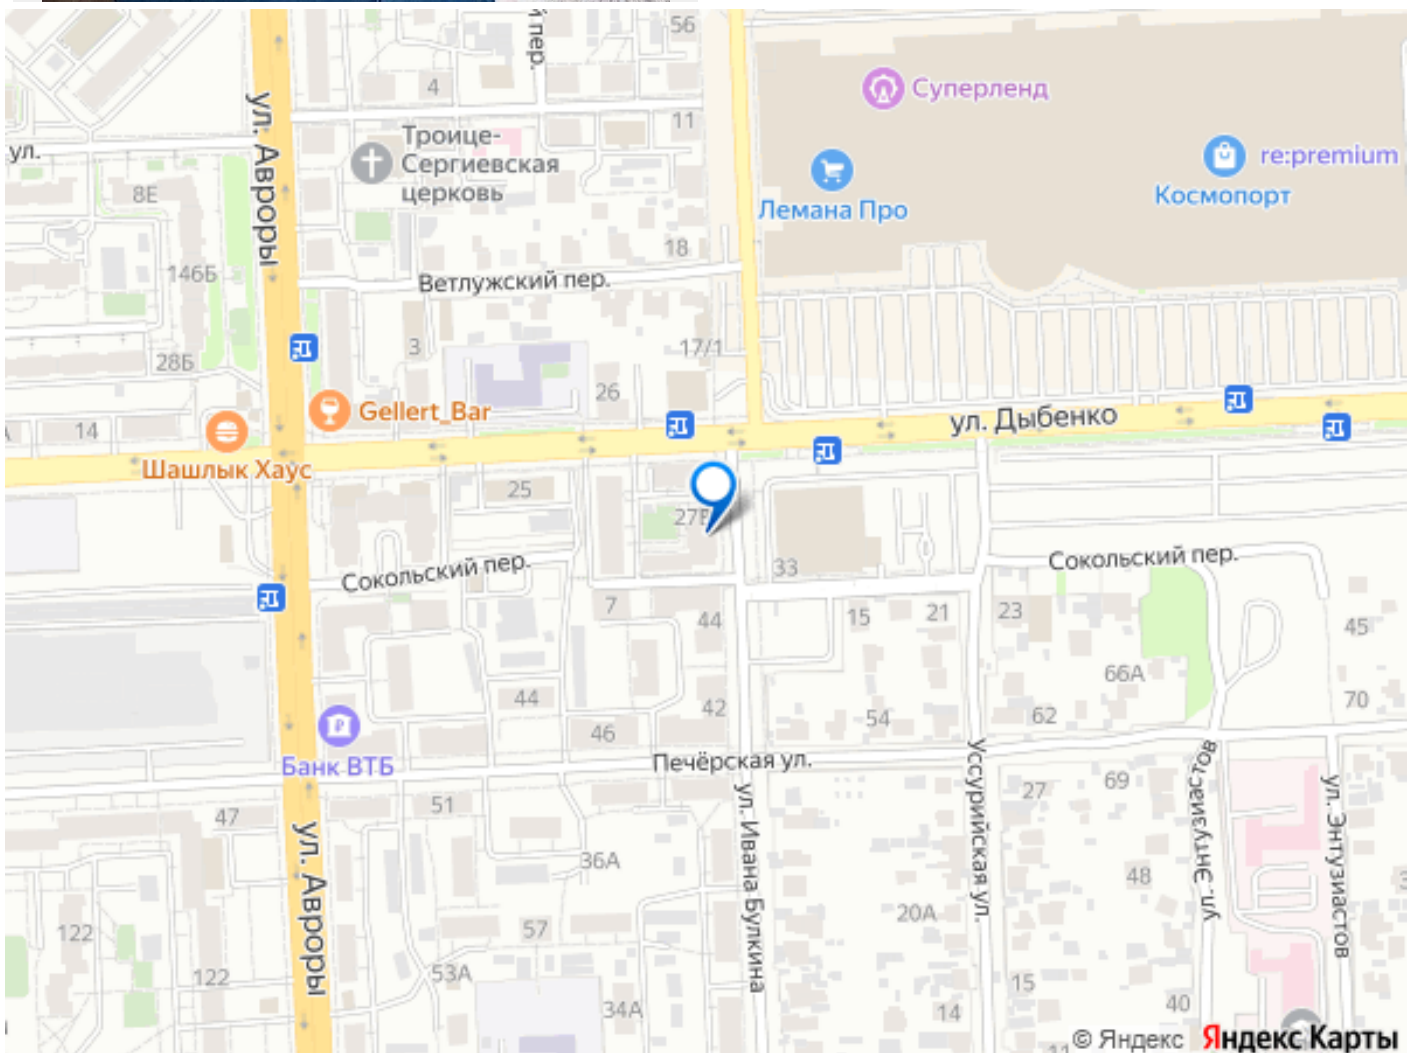 й пер.
56
Суперленд
4
11
ул. Авроры
Троице-
Сергиевская
церковь
ул.
re:premium
Космопорт
Лемана Про
8Е
18
146Б
Ветлужский пер.
3
17/1
28Б
26
Gellert_Bar
ул. Дыбенко
14
Шашлык Хаус
25
27В
Сокольский пер.
33
Сокольский пер.
7
44
15
21
23
45
66А
44
42
54
62
70
46
Банк ВТБ
Печёрская ул.
51
47
ул. Авроры
ул. Ивана Булкина
Уссурийская ул.
27
69
ул. Энтузиастов
ул. Энтузиастов
36А
48
20А
57
122
122
53А
15
34А
14
40
11
© Яндекс Яндекс Карты